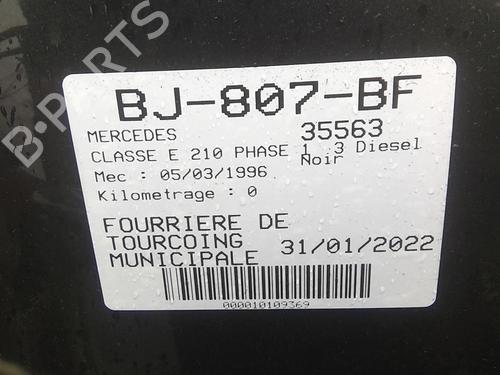 B-PARTS
BJ-807-BF
MERCEDES 35563
CLASSE E 210 PHASE 1 .3 Diesel
Noir
Mec : 05/03/1996
Kilometrage : 0
FOURRIERE DE
TOURCOING
MUNICIPALE 31/01/2022
000010109369